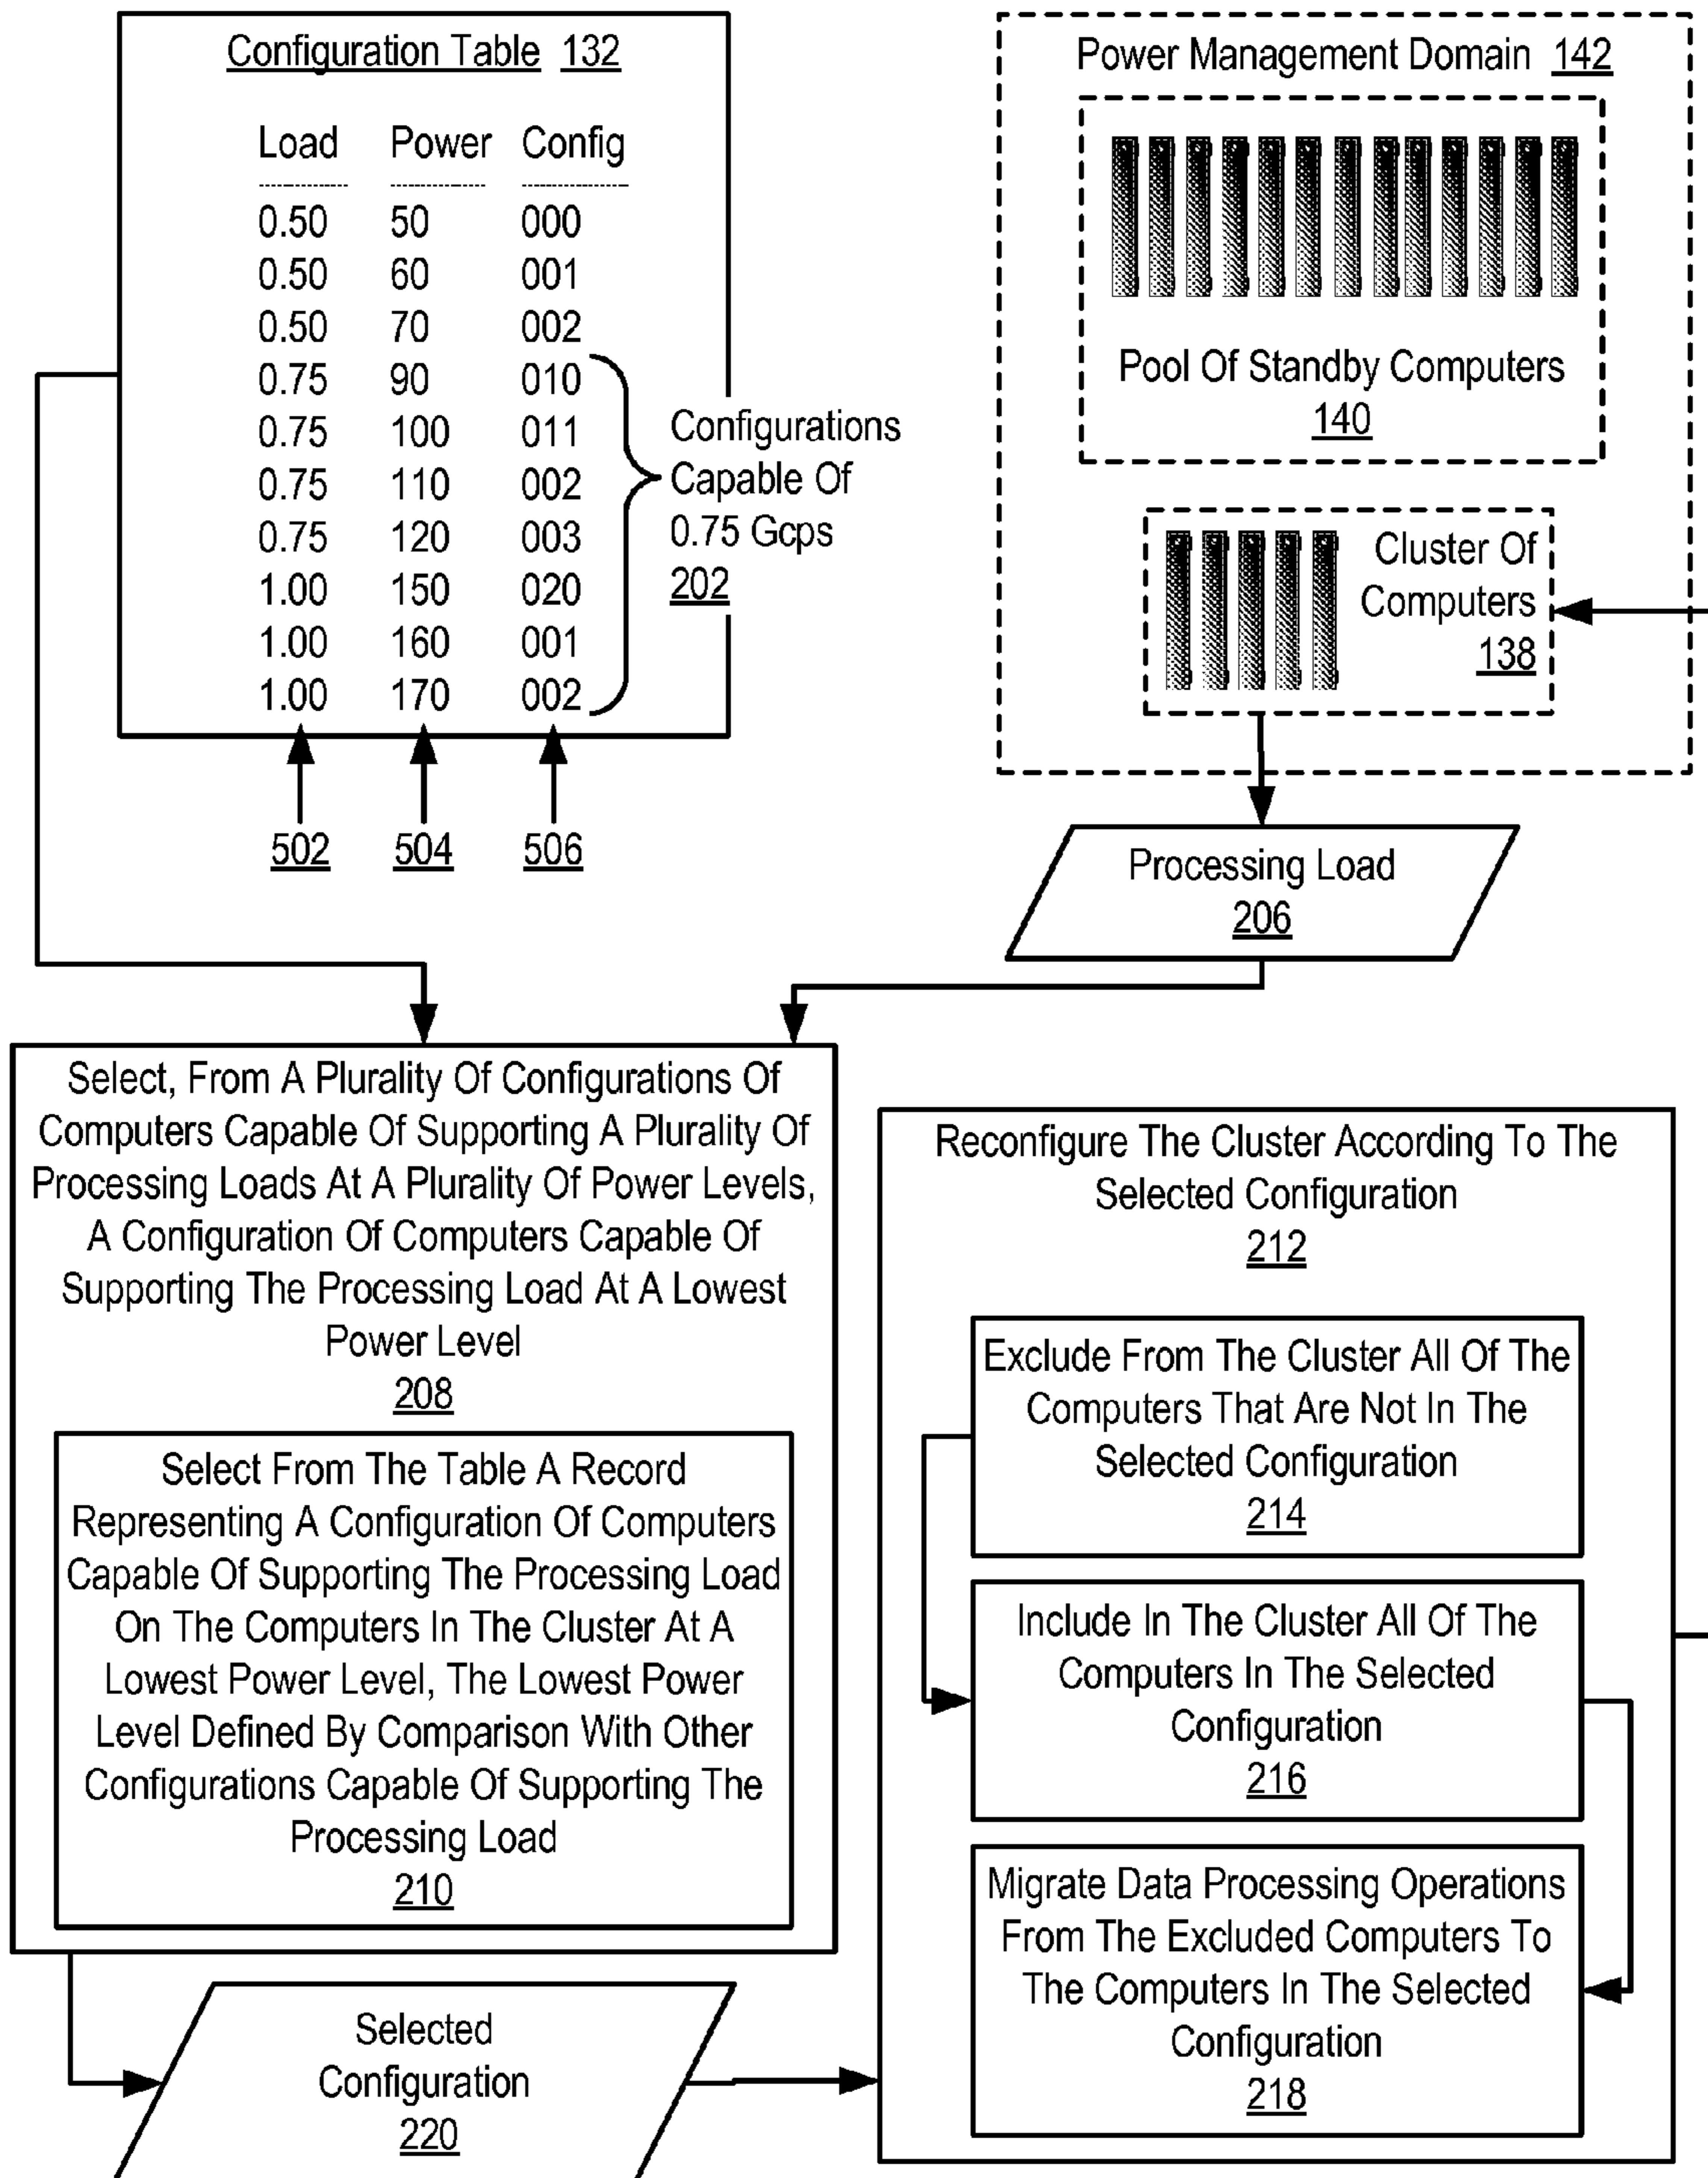 Configuration Table 132
Load Power Config
0.50 50 000
0.50 60 001
0.50 70 002
0.75 90 010
0.75 100 011
0.75 110 002
0.75 120 003
1.00 150 020
1.00 160 001
1.00 170 002
Configurations
Capable Of
0.75 Gcps
202
502 504 506
Power Management Domain 142
Pool Of Standby Computers
140
Cluster Of
Computers
138
Processing Load
206
Select, From A Plurality Of Configurations Of
Computers Capable Of Supporting A Plurality Of
Processing Loads At A Plurality Of Power Levels,
A Configuration Of Computers Capable Of
Supporting The Processing Load At A Lowest
Power Level
208
Select From The Table A Record
Representing A Configuration Of Computers
Capable Of Supporting The Processing Load
On The Computers In The Cluster At A
Lowest Power Level, The Lowest Power
Level Defined By Comparison With Other
Configurations Capable Of Supporting The
Processing Load
210
Selected
Configuration
220
Reconfigure The Cluster According To The
Selected Configuration
212
Exclude From The Cluster All Of The
Computers That Are Not In The
Selected Configuration
214
Include In The Cluster All Of The
Computers In The Selected
Configuration
216
Migrate Data Processing Operations
From The Excluded Computers To
The Computers In The Selected
Configuration
218